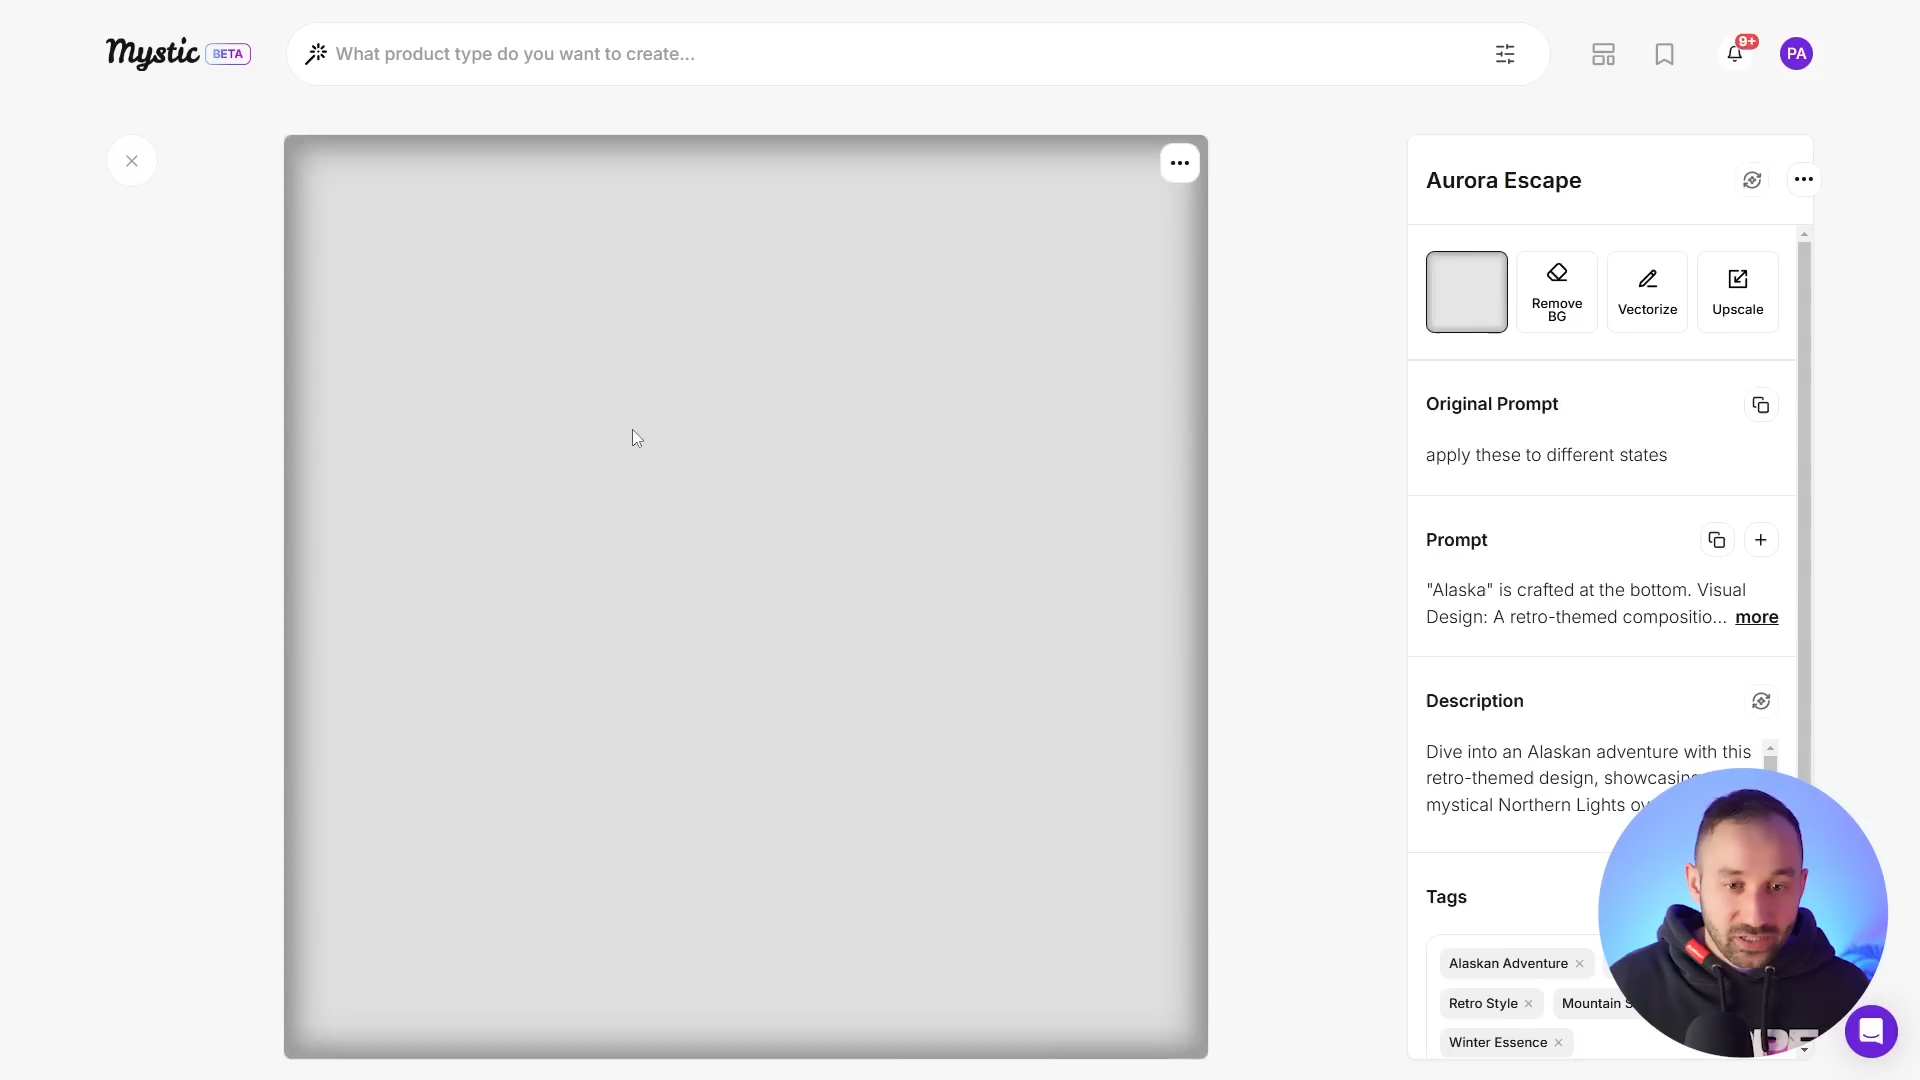 Mystic BETA
What product type do you want to create...
9+
PA
Aurora Escape
Remove
BG
Vectorize
Upscale
Original Prompt
apply these to different states
Prompt
"Alaska" is crafted at the bottom. Visual
Design: A retro-themed compositio... more
Description
Dive into an Alaskan adventure with this
retro-themed design, showcasing
mystical Northern Lights
Tags
Alaskan Adventure
Retro Style
Mountain
Winter Essence